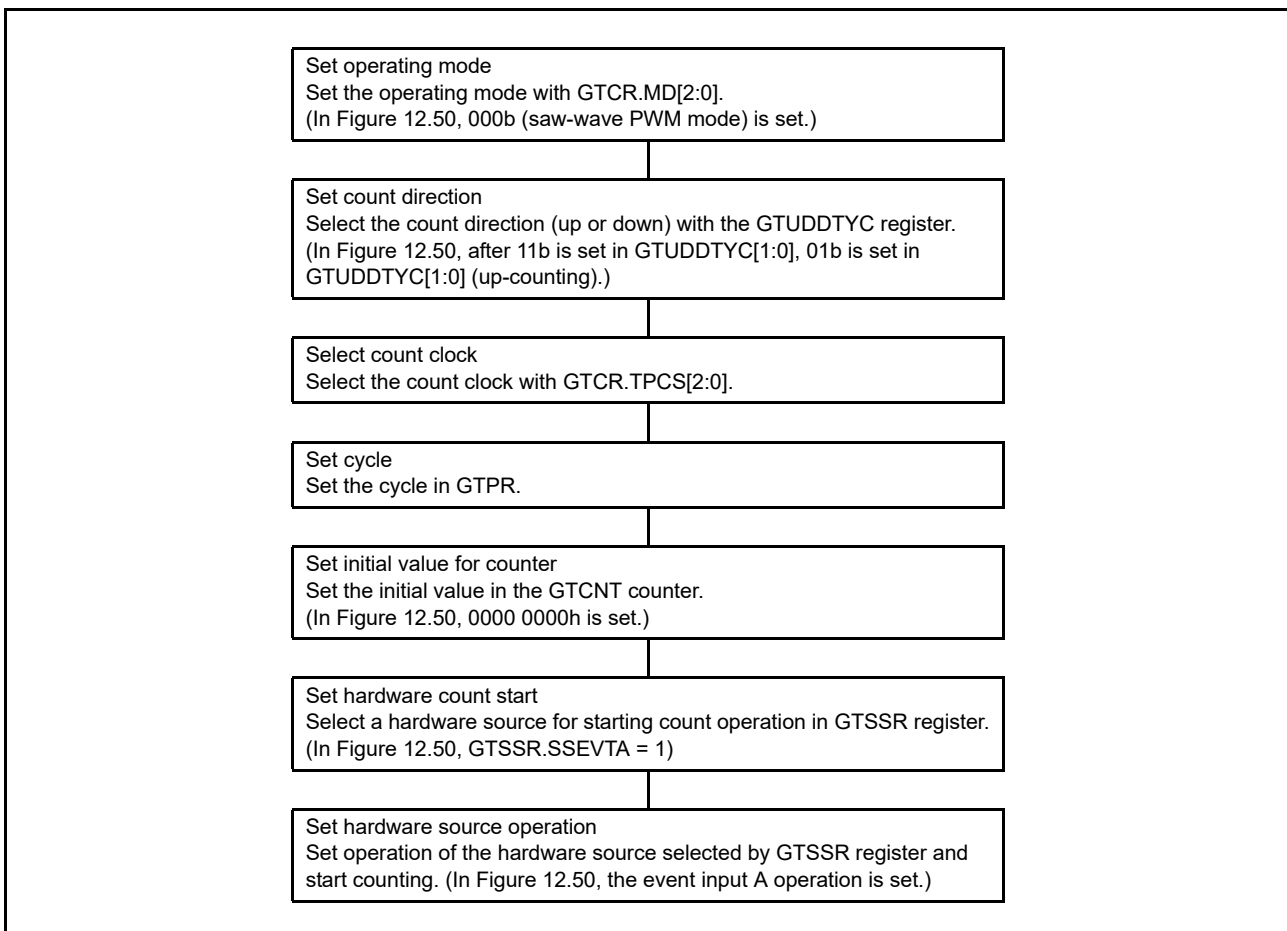 Set operating mode
Set the operating mode with GTCR.MD[2:0].
(In Figure 12.50, 000b (saw-wave PWM mode) is set.)
Set count direction
Select the count direction (up or down) with the GTUDDTYC register.
(In Figure 12.50, after 11b is set in GTUDDTYC[1:0], 01b is set in
GTUDDTYC[1:0] (up-counting).)
Select count clock
Select the count clock with GTCR.TPCS[2:0].
Set cycle
Set the cycle in GTPR.
Set initial value for counter
Set the initial value in the GTCNT counter.
(In Figure 12.50, 0000 0000h is set.)
Set hardware count start
Select a hardware source for starting count operation in GTSSR register.
(In Figure 12.50, GTSSR.SSEVTA = 1)
Set hardware source operation
Set operation of the hardware source selected by GTSSR register and
start counting. (In Figure 12.50, the event input A operation is set.)